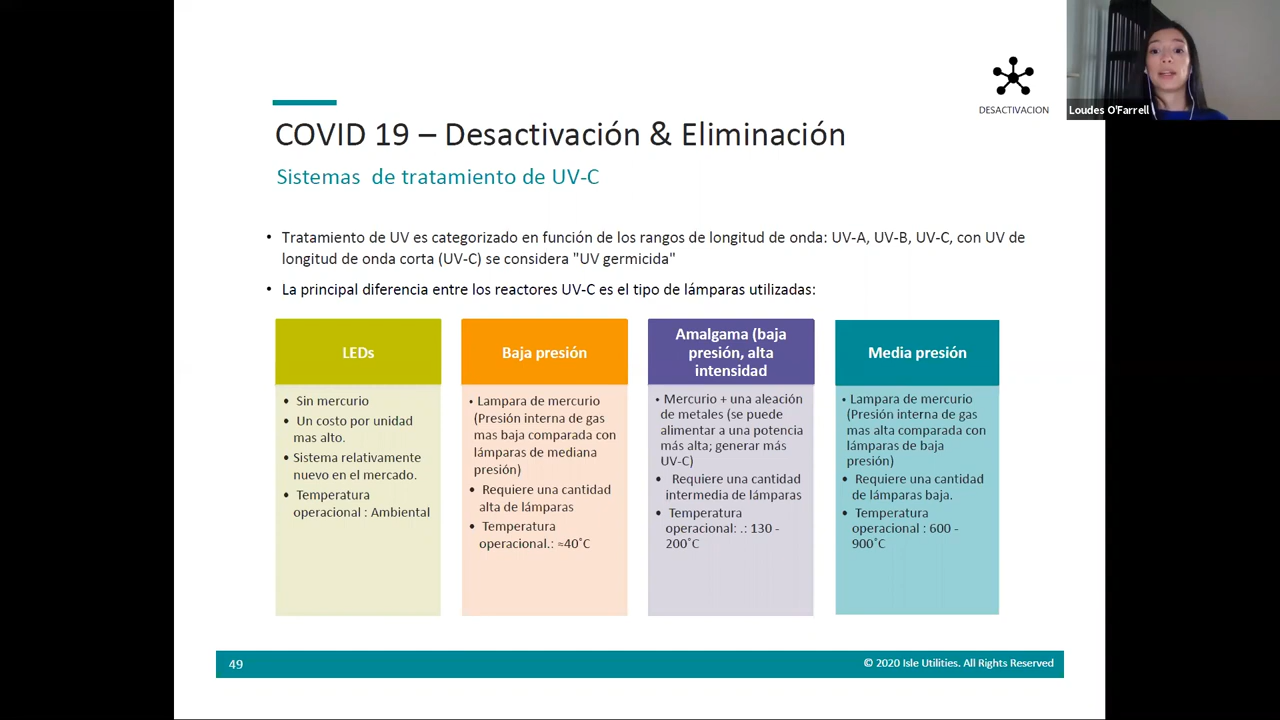 DESACTIVACION
Loudes O'Farrell
COVID 19 – Desactivación & Eliminación
Sistemas de tratamiento de UV-C
• Tratamiento de UV es categorizado en función de los rangos de longitud de onda: UV-A, UV-B, UV-C, con UV de
longitud de onda corta (UV-C) se considera "UV germicida"
• La principal diferencia entre los reactores UV-C es el tipo de lámparas utilizadas:
LEDs
• Sin mercurio
• Un costo por unidad
mas alto.
• Sistema relativamente
nuevo en el mercado.
• Temperatura
operacional : Ambiental
Baja presión
• Lampara de mercurio
(Presión interna de gas
mas baja comparada con
lámparas de mediana
presión)
• Requiere una cantidad
alta de lámparas
• Temperatura
operacional.: ≈40˚C
Amalgama (baja
presión, alta
intensidad
• Mercurio + una aleación
de metales (se puede
alimentar a una potencia
más alta; generar más
UV-C)
• Requiere una cantidad
intermedia de lámparas
• Temperatura
operacional: .: 130 -
200˚C
Media presión
• Lampara de mercurio
(Presión interna de gas
mas alta comparada con
lámparas de baja
presión)
• Requiere una cantidad
de lámparas baja.
• Temperatura
operacional : 600 -
900˚C
49
© 2020 Isle Utilities. All Rights Reserved